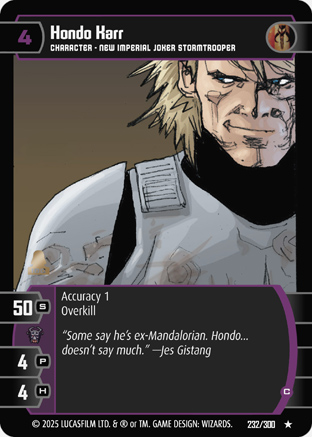 4
Hondo Karr
CHARACTER - NEW IMPERIAL JOKER STORMTROOPER
50 S
Accuracy 1
Overkill
"Some say he's ex-Mandalorian. Hondo...
doesn't say much." —Jes Gistang
4 P
4 H
C
© 2025 LUCASFILM LTD. & ® or TM. GAME DESIGN: WIZARDS. 232/300 ★